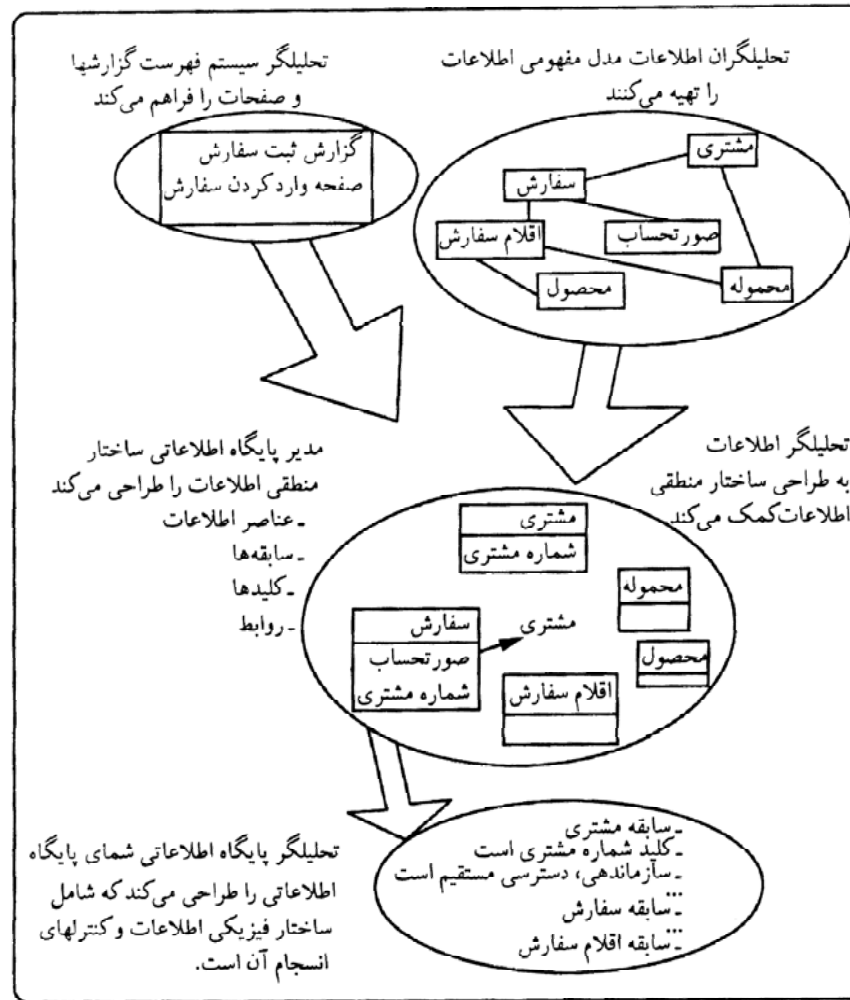 تحلیلگران اطلاعات مدل مفهومی اطلاعات
را تهیه می‌کنند
مشتری
سفارش
اقلام سفارش
صورتحساب
محصول
محموله
تحلیلگر سیستم فهرست گزارشها
و صفحات را فراهم می‌کند
گزارش ثبت سفارش
صفحه وارد کردن سفارش
تحلیلگر اطلاعات
به طراحی ساختار منطقی
اطلاعات کمک می‌کند
مدیر پایگاه اطلاعاتی ساختار
منطقی اطلاعات را طراحی می‌کند
ـ عناصر اطلاعات
ـ سابقه‌ها
ـ کلیدها
ـ روابط
مشتری
شماره مشتری
محموله
سفارش
صورتحساب
شماره مشتری
مشتری
محصول
اقلام سفارش
ـ سابقه مشتری
ـ کلید شماره مشتری است
ـ سازماندهی، دسترسی مستقیم است
...
ـ سابقه سفارش
...
ـ سابقه اقلام سفارش
تحلیلگر پایگاه اطلاعاتی شمای پایگاه
اطلاعاتی را طراحی می‌کند که شامل
ساختار فیزیکی اطلاعات و کنترلهای
انسجام آن است.